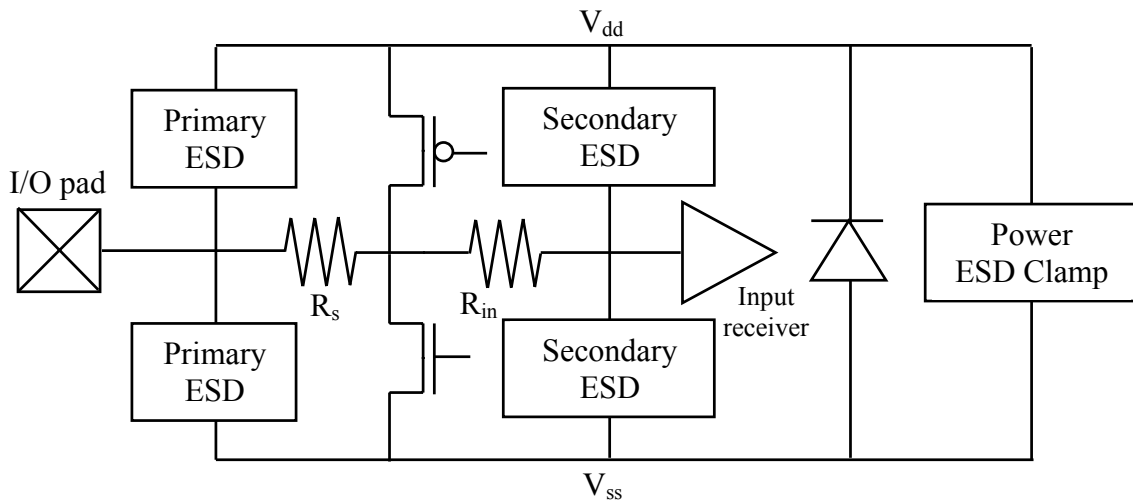 Vdd
Primary
ESD
Secondary
ESD
I/O pad
Power
ESD Clamp
Rs
Rin
Input
receiver
Primary
ESD
Secondary
ESD
Vss